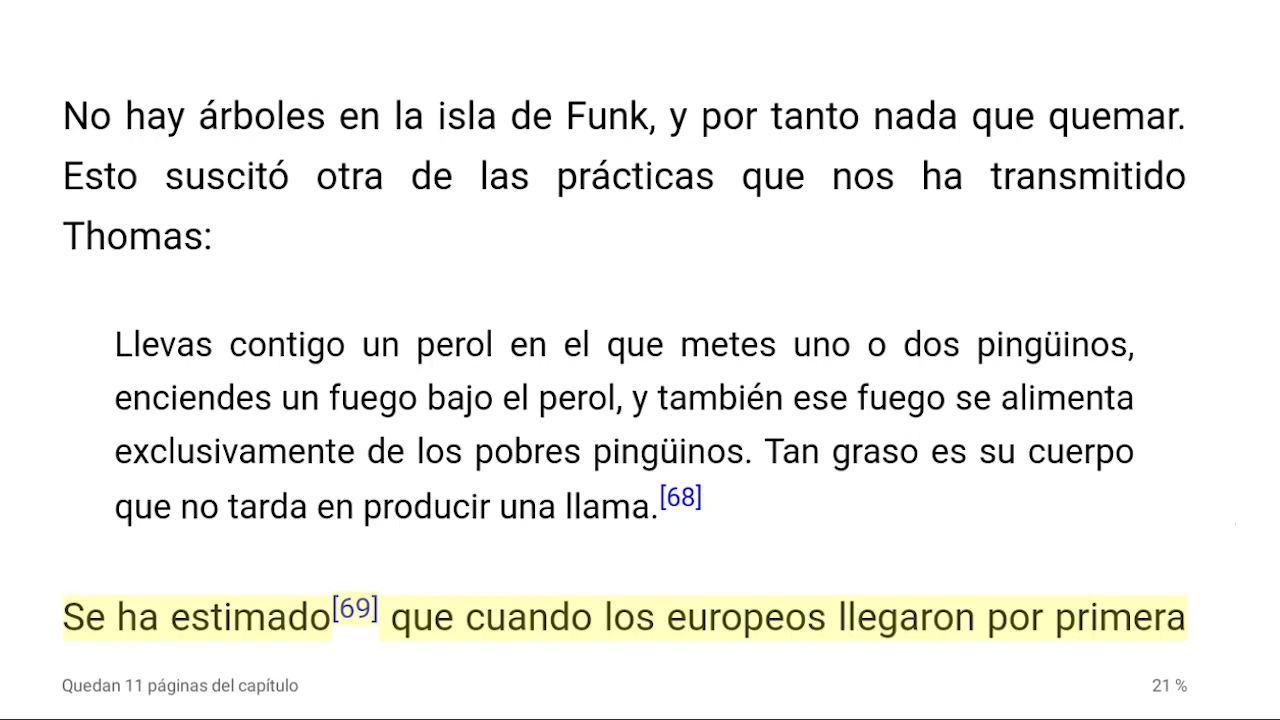 No hay árboles en la isla de Funk, y por tanto nada que quemar.
Esto suscitó otra de las prácticas que nos ha transmitido
Thomas:
Llevas contigo un perol en el que metes uno o dos pingüinos,
enciendes un fuego bajo el perol, y también ese fuego se alimenta
exclusivamente de los pobres pingüinos. Tan graso es su cuerpo
que no tarda en producir una llama.[68]
Se ha estimado[69] que cuando los europeos llegaron por primera
Quedan 11 páginas del capítulo
21 %